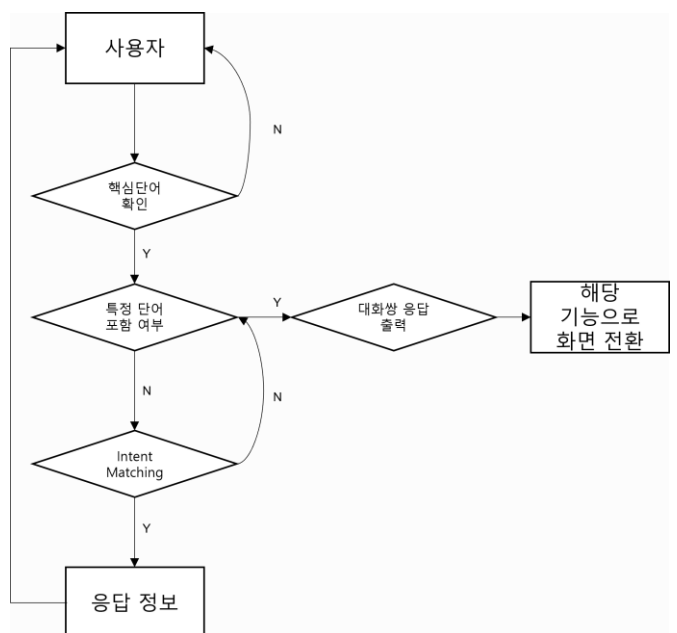 사용자
N
핵심단어
확인
Y
특정 단어
포함 여부
Y
대화쌍 응답
출력
해당
기능으로
화면 전환
N
N
Intent
Matching
Y
응답 정보